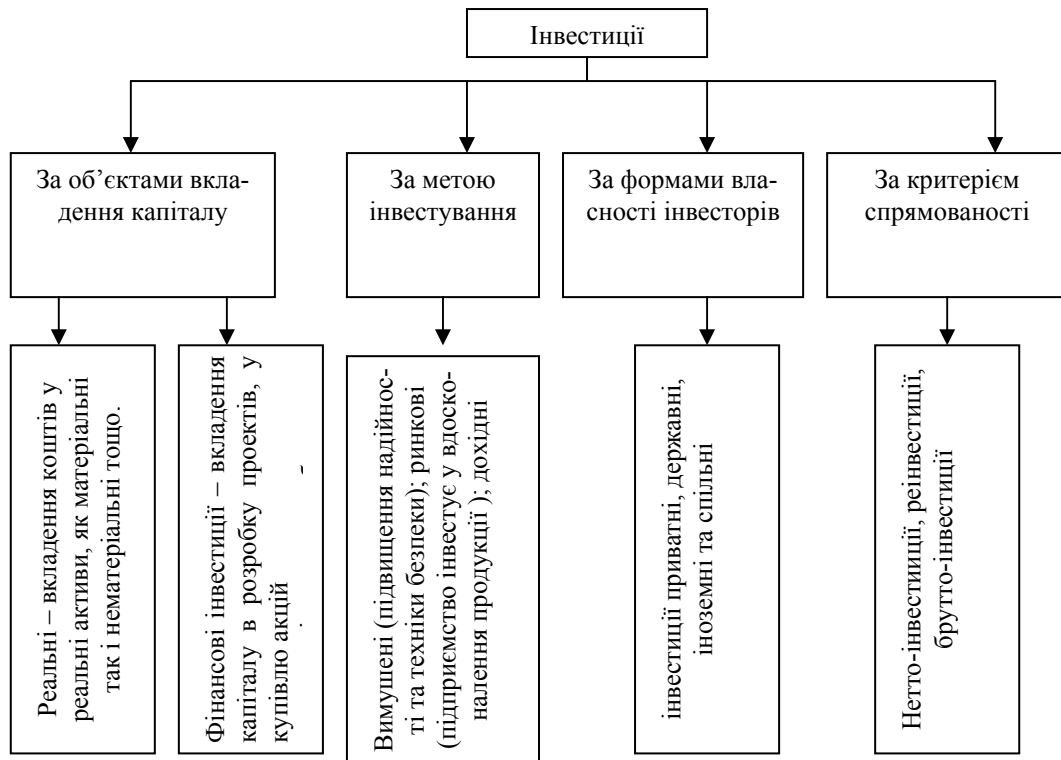 Інвестиції
За об’єктами вкла-
дення капіталу
За метою
інвестування
За формами вла-
сності інвесторів
За критерієм
спрямованості
Реальні – вкладення коштів у
реальні активи, як матеріальні
так і нематеріальні тощо.
Фінансові інвестиції – вкладення
капіталу в розробку проектів, у
купівлю акцій
Вимушені (підвищення надійнос-
ті та техніки безпеки); ринкові
(підприємство інвестує у вдоско-
налення продукції ); дохідні
інвестиції приватні, державні,
іноземні та спільні
Нетто-інвестиції, реінвестиції,
брутто-інвестиції